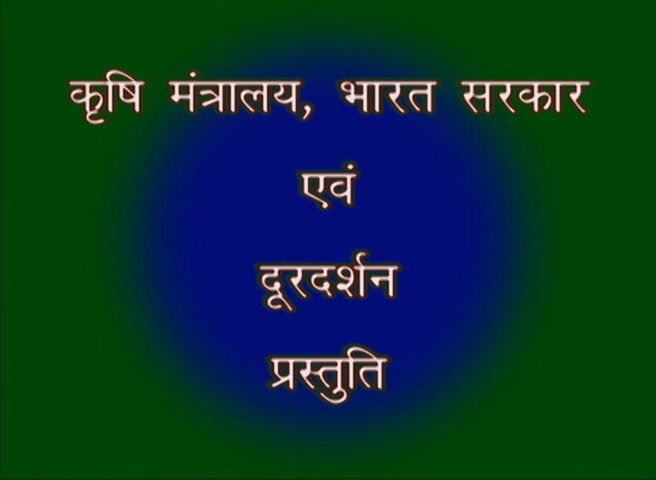 कृषि मंत्रालय, भारत सरकार
एवं
दूरदर्शन
प्रस्तुति